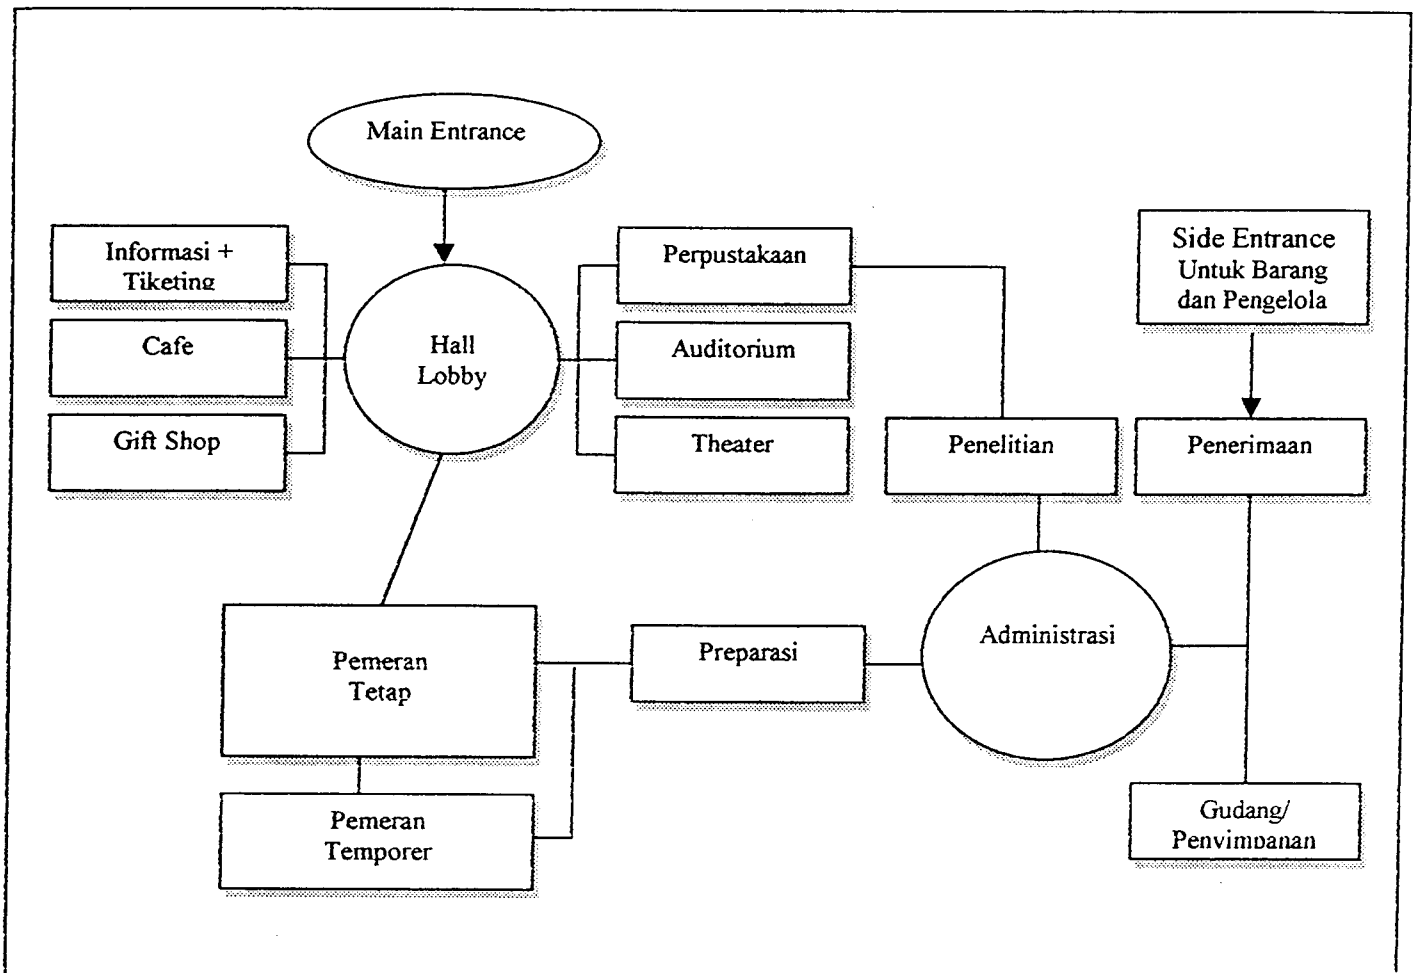 Main Entrance
Informasi +
Tiketing
Cafe
Gift Shop
Hall
Lobby
Perpustakaan
Auditorium
Theater
Side Entrance
Untuk Barang
dan Pengelola
Penelitian
Penerimaan
Pemeran
Tetap
Preparasi
Administrasi
Pemeran
Temporer
Gudang/
Penyimpanan